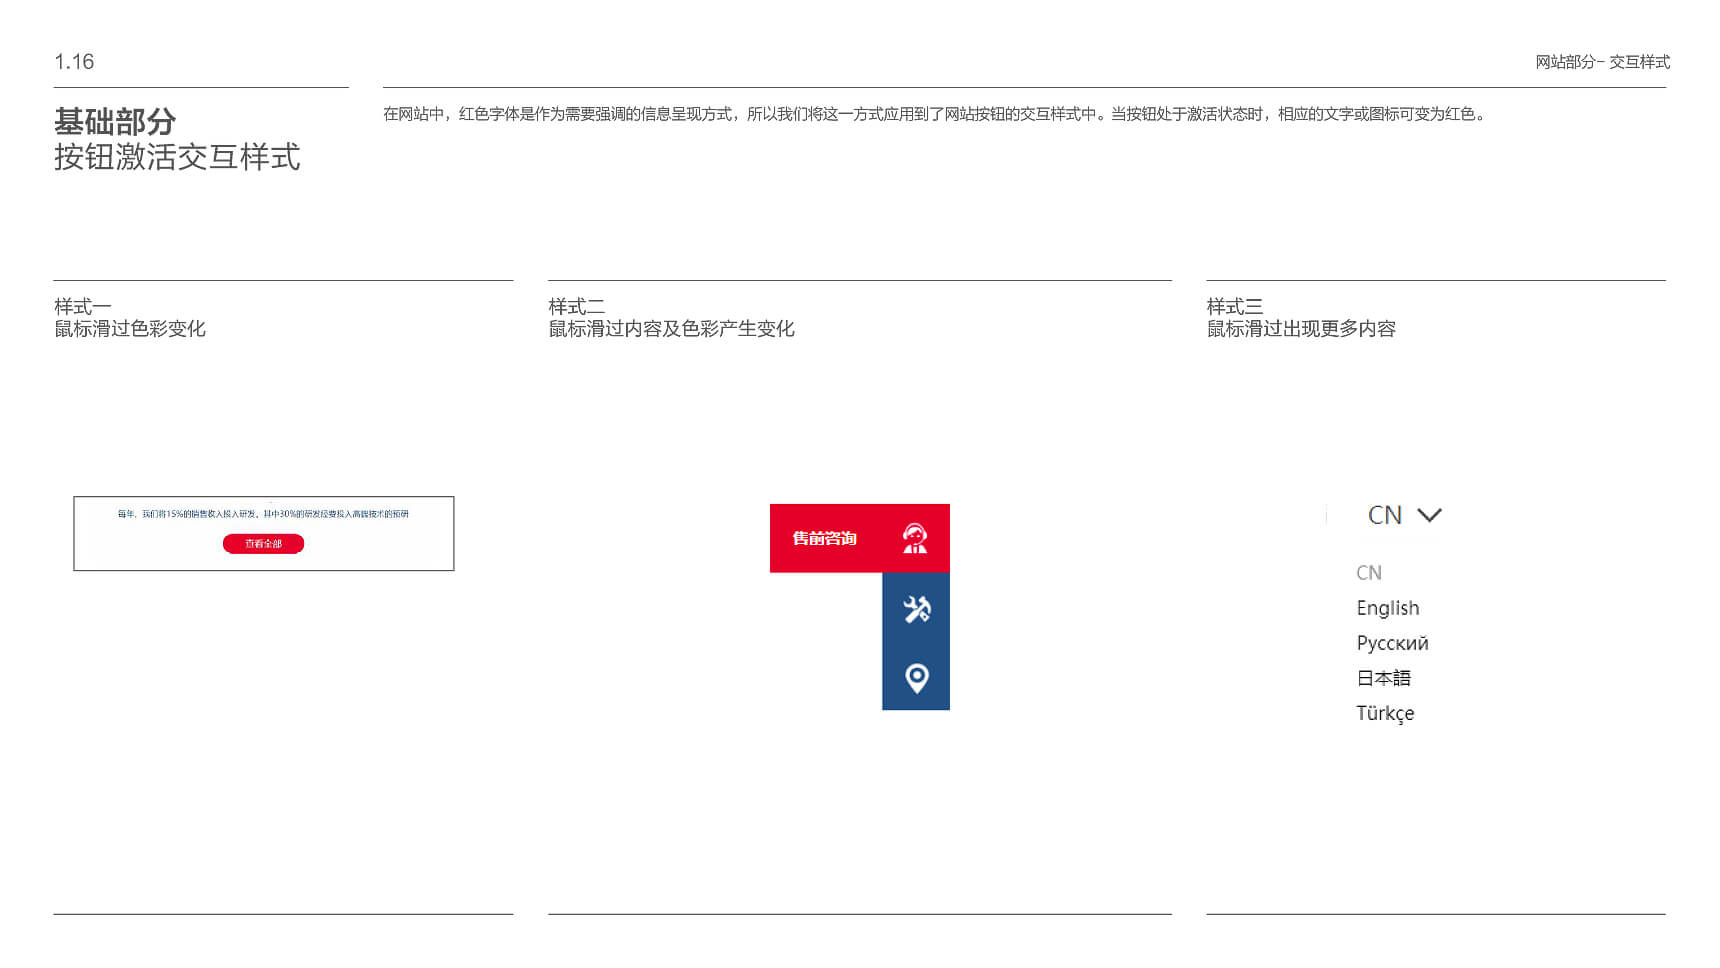 1.16
网站部分- 交互样式
基础部分
按钮激活交互样式
在网站中，红色字体是作为需要强调的信息呈现方式，所以我们将这一方式应用到了网站按钮的交互样式中。当按钮处于激活状态时，相应的文字或图标可变为红色。
样式一
鼠标滑过色彩变化
样式二
鼠标滑过内容及色彩产生变化
样式三
鼠标滑过出现更多内容
每年，我们将15%的销售收入投入研发，其中30%的研发经费投入高端技术的预研
查看全部
售前咨询
CN
CN
English
Русский
日本語
Türkçe